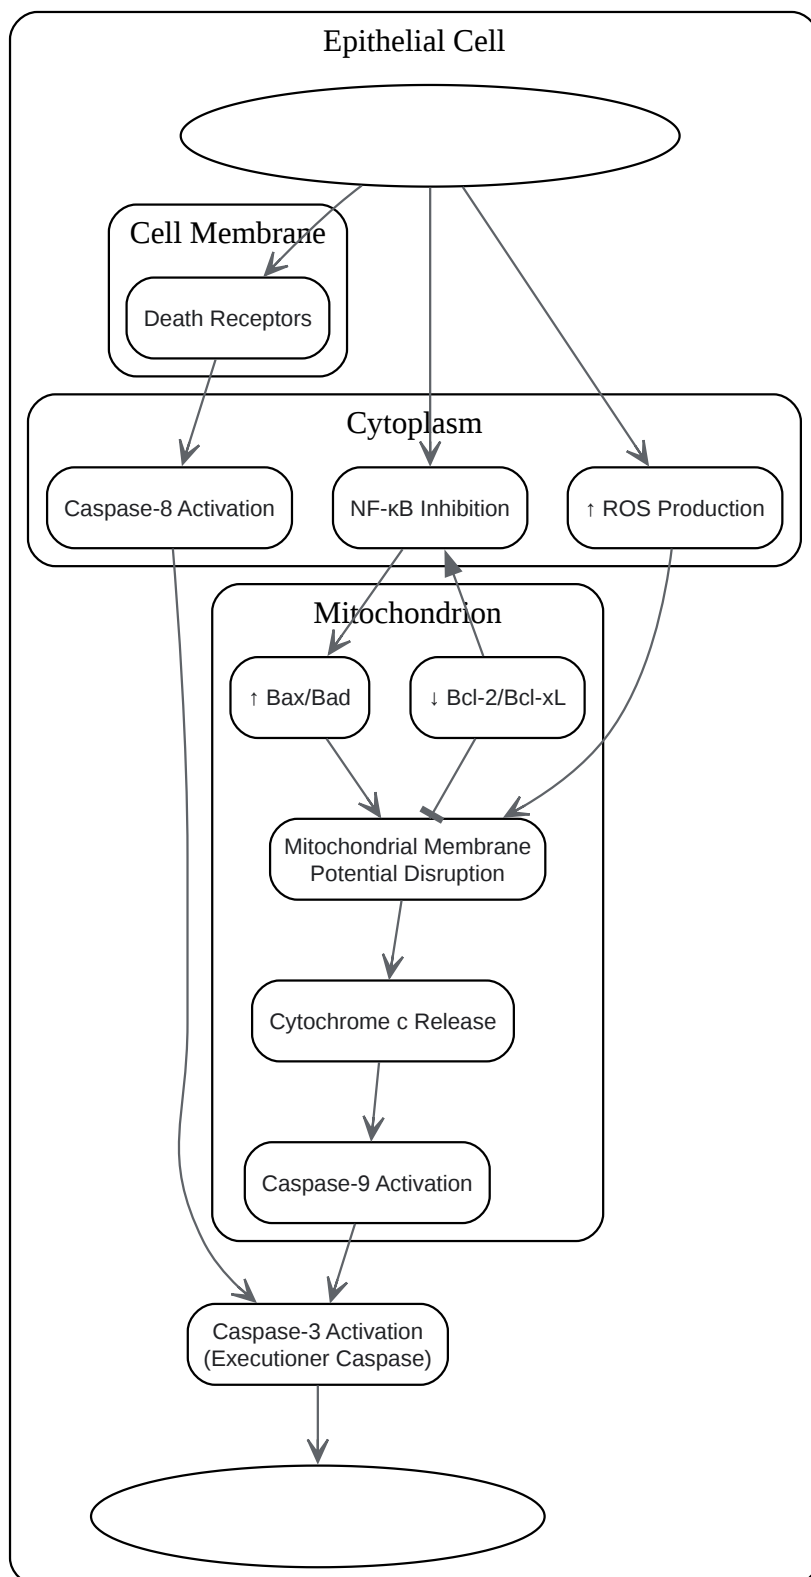 Epithelial Cell
Cell Membrane
Death Receptors
Cytoplasm
Caspase-8 Activation
NF-κB Inhibition
↑ ROS Production
Mitochondrion
↑ Bax/Bad
↓ Bcl-2/Bcl-xL
Mitochondrial Membrane
Potential Disruption
Cytochrome c Release
Caspase-9 Activation
Caspase-3 Activation
(Executioner Caspase)